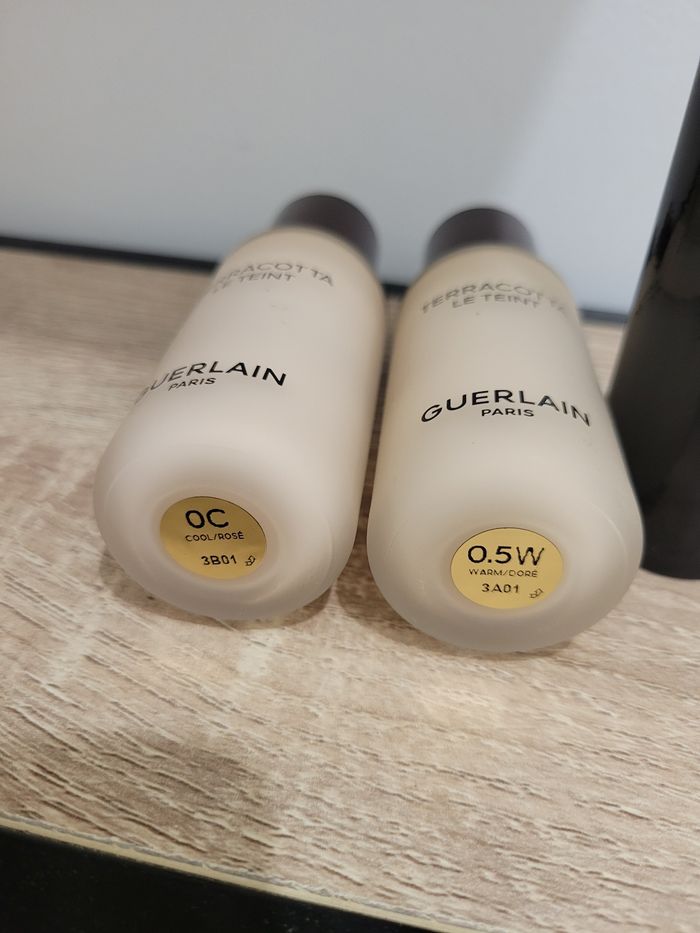 TERRACOTTA
LE TEINT
GUERLAIN
PARIS
0C
COOL/ROSÉ
3B01
TERRACOTTA
LE TEINT
GUERLAIN
PARIS
0.5W
WARM/DORÉ
3A01